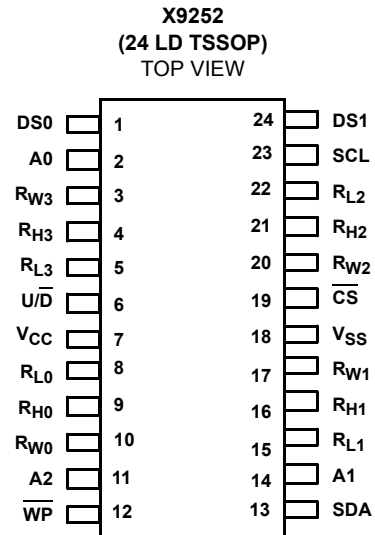 X9252
(24 LD TSSOP)
TOP VIEW
DS0 1 24 DS1
A0 2 23 SCL
RW3 3 22 RL2
RH3 4 21 RH2
RL3 5 20 RW2
U/D̅ 6 19 C̅S̅
VCC 7 18 VSS
RL0 8 17 RW1
RH0 9 16 RH1
RW0 10 15 RL1
A2 11 14 A1
W̅P̅ 12 13 SDA